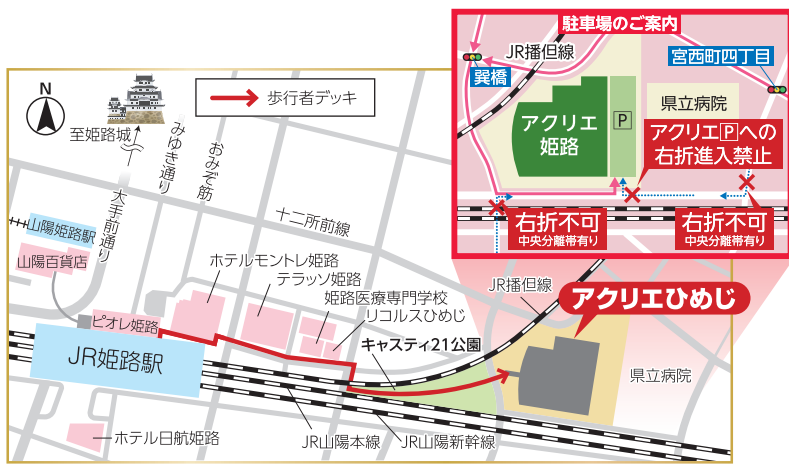 駐車場のご案内
JR播但線
巽橋
宮西町四丁目
県立病院
アクリエ
姫路
P
アクリエPへの
右折進入禁止
右折不可
中央分離帯有り
右折不可
中央分離帯有り
N
歩行者デッキ
至姫路城
みゆき通り
おみぞ筋
大手前通り
十二所前線
山陽姫路駅
山陽百貨店
ホテルモントレ姫路
テラッソ姫路
姫路医療専門学校
リコルスひめじ
ピオレ姫路
JR姫路駅
キャスティ21公園
JR播但線
アクリエひめじ
県立病院
ホテル日航姫路
JR山陽本線
JR山陽新幹線